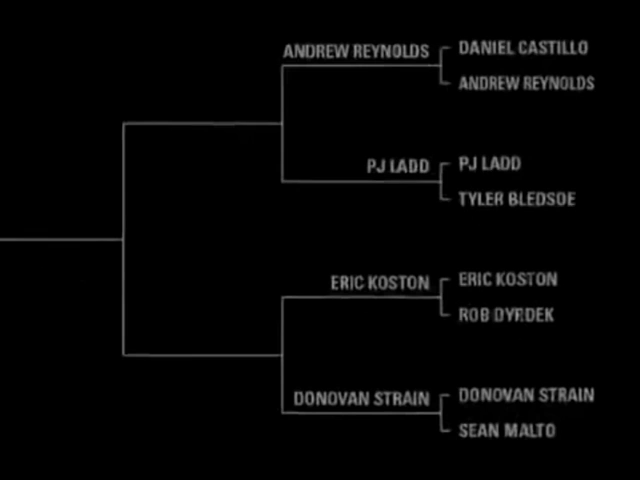 ANDREW REYNOLDS
DANIEL CASTILLO
ANDREW REYNOLDS
PJ LADD
PJ LADD
TYLER BLEDSOE
ERIC KOSTON
ERIC KOSTON
ROB DYRDEK
DONOVAN STRAIN
DONOVAN STRAIN
SEAN MALTO